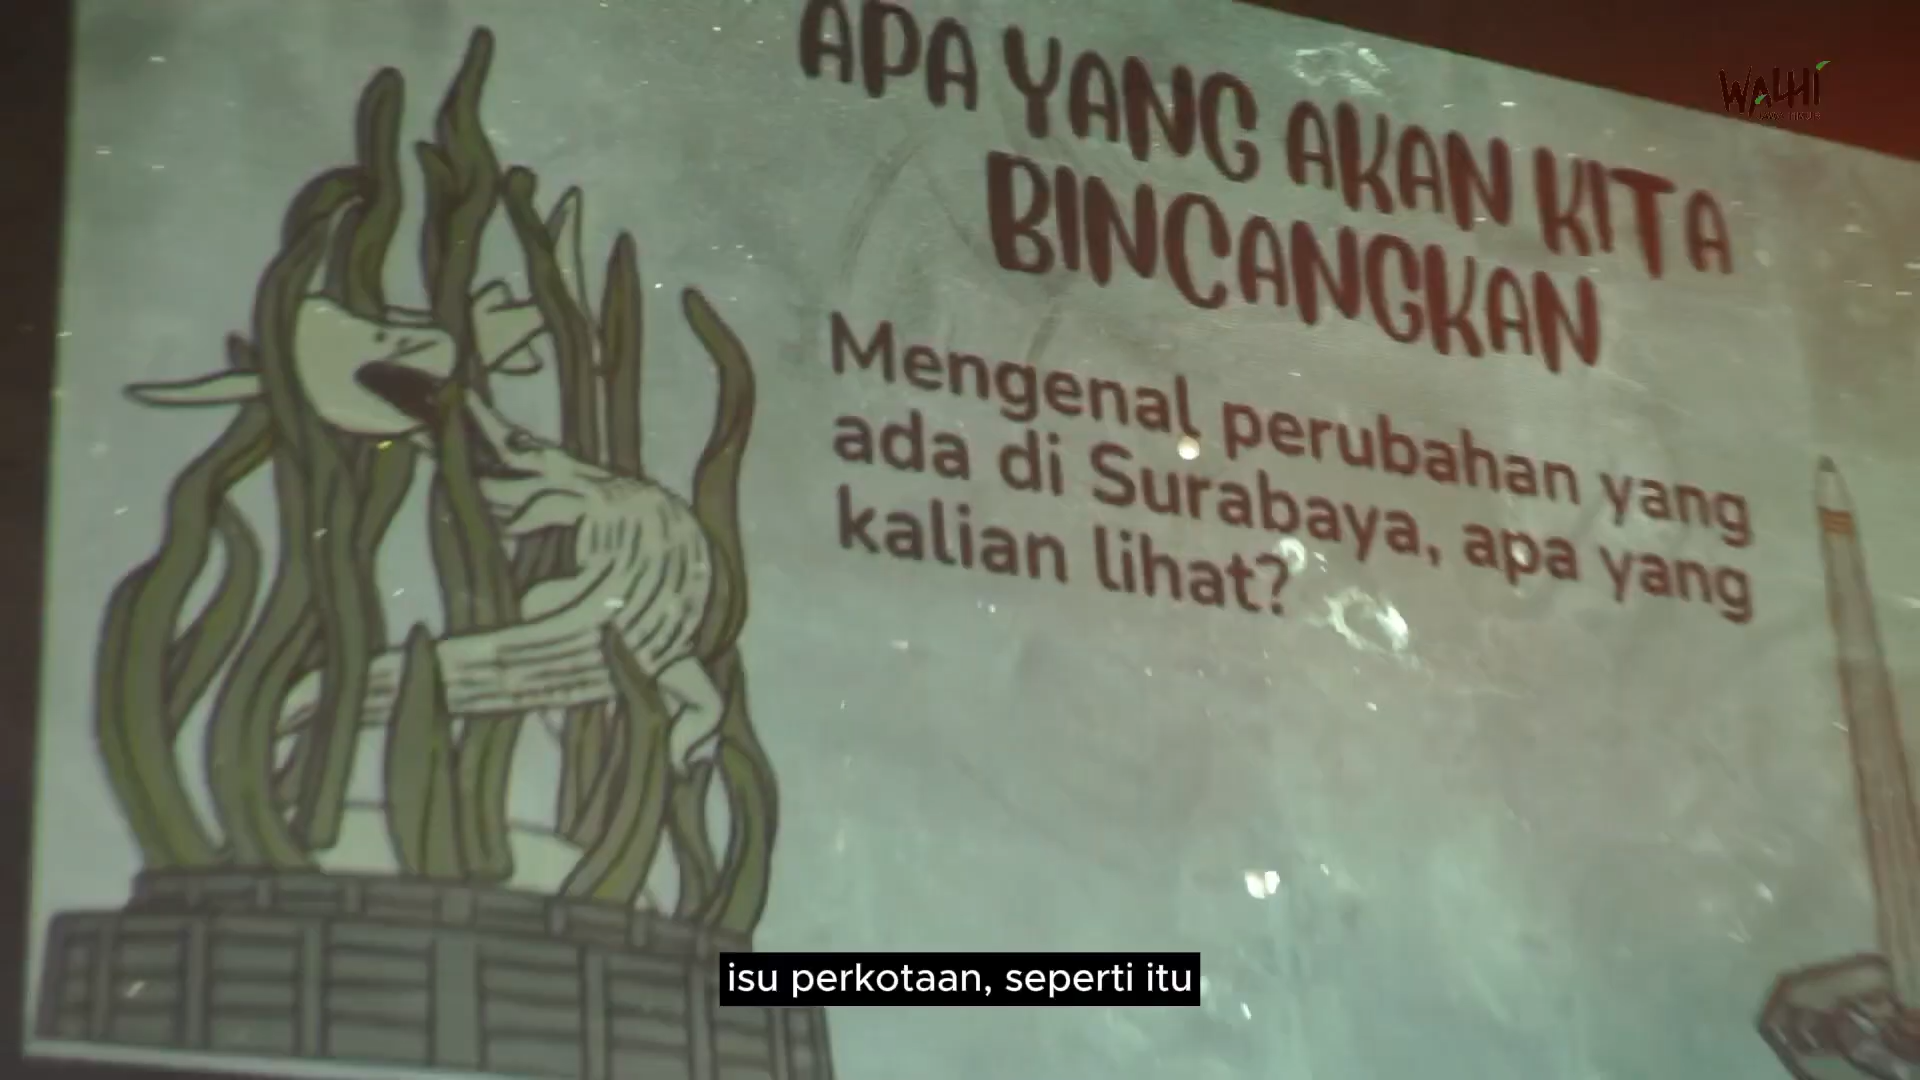 APA YANG AKAN KITA
BINCANGKAN
WALHI
Mengenal perubahan yang
ada di Surabaya, apa yang
kalian lihat?
isu perkotaan, seperti itu